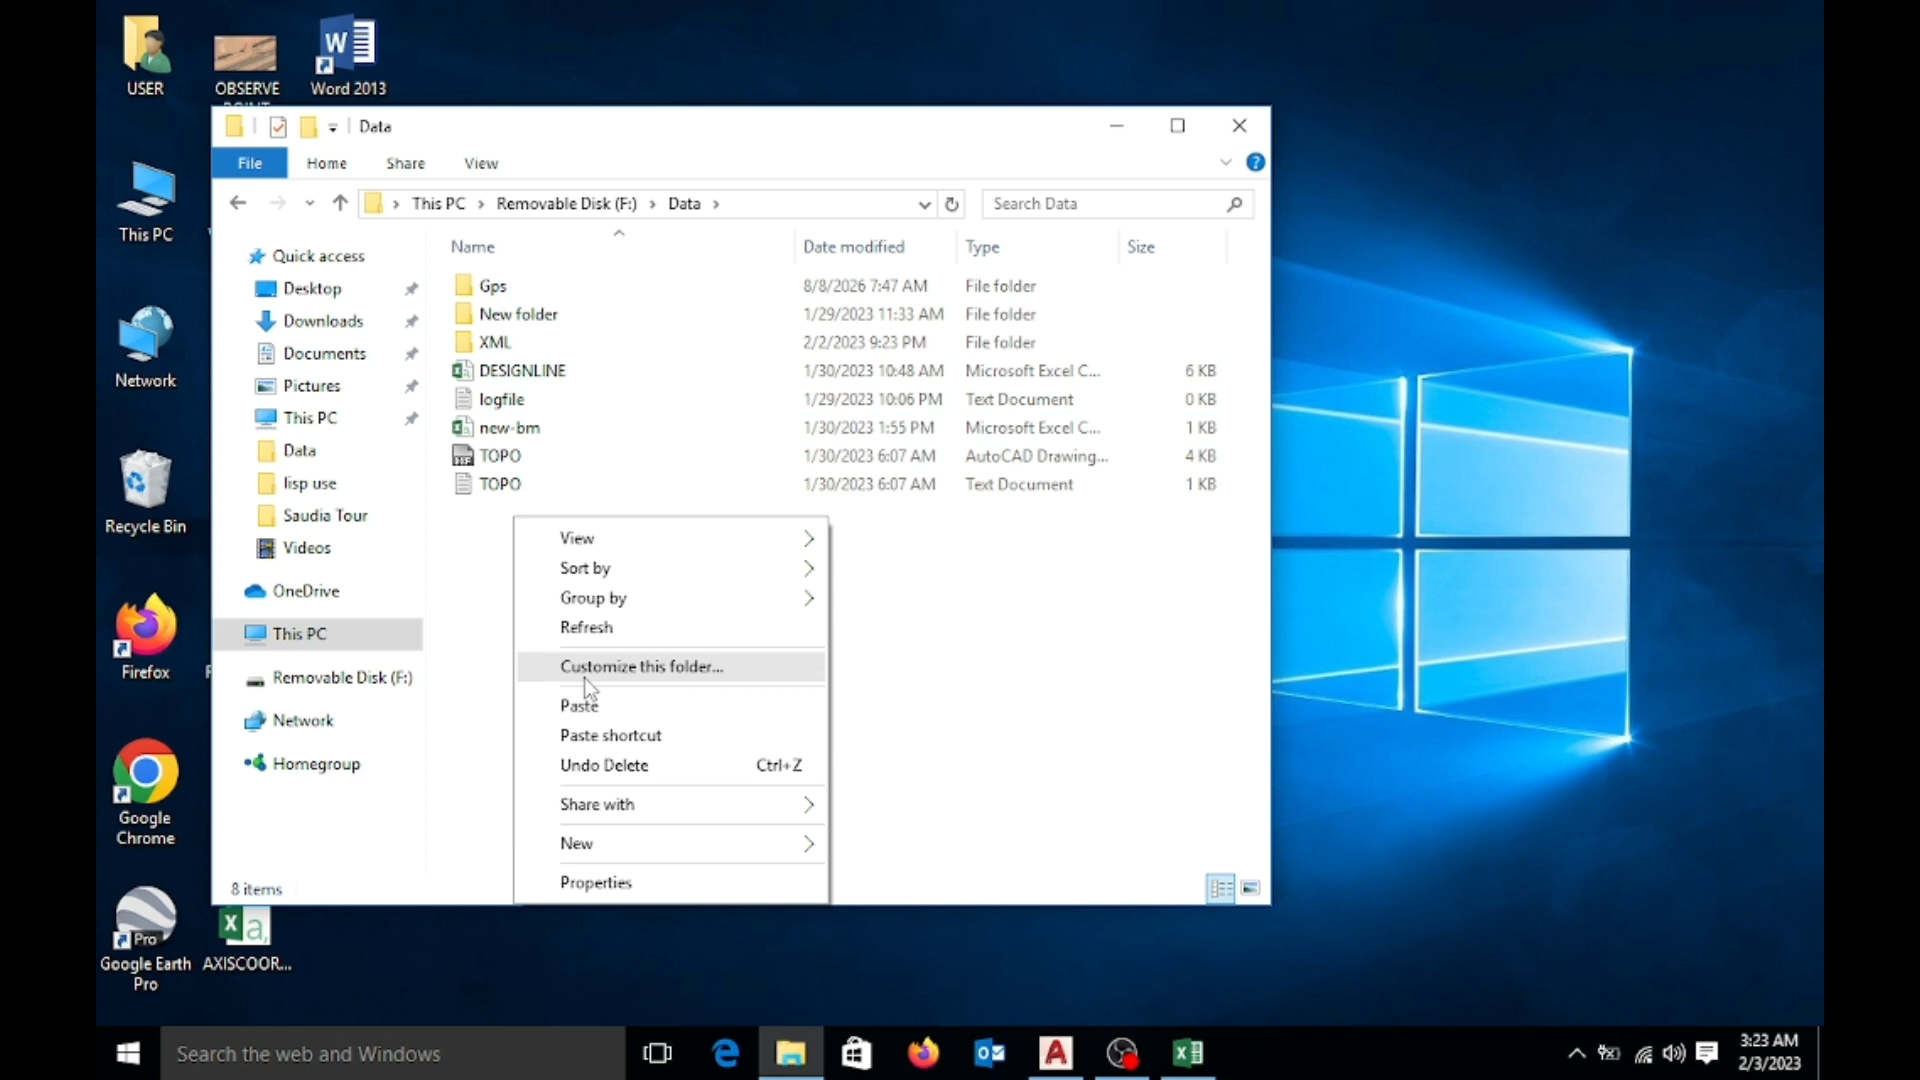 USER
OBSERVE
Word 2013
Data
File
Home
Share
View
This PC
Removable Disk (F:)
Data
Search Data
Name
Date modified
Type
Size
Quick access
Desktop
Downloads
Documents
Pictures
This PC
Data
lisp use
Saudia Tour
Videos
OneDrive
This PC
Removable Disk (F:)
Network
Homegroup
Gps 8/8/2026 7:47 AM File folder
New folder 1/29/2023 11:33 AM File folder
XML 2/2/2023 9:23 PM File folder
DESIGNLINE 1/30/2023 10:48 AM Microsoft Excel C... 6 KB
logfile 1/29/2023 10:06 PM Text Document 0 KB
new-bm 1/30/2023 1:55 PM Microsoft Excel C... 1 KB
TOPO 1/30/2023 6:07 AM AutoCAD Drawing... 4 KB
TOPO 1/30/2023 6:07 AM Text Document 1 KB
View
Sort by
Group by
Refresh
Customize this folder...
Paste
Paste shortcut
Undo Delete Ctrl+Z
Share with
New
Properties
8 items
This PC
Network
Recycle Bin
Firefox
Google
Chrome
Pro
Google Earth
Pro
AXISCOOR...
Search the web and Windows
3:23 AM
2/3/2023